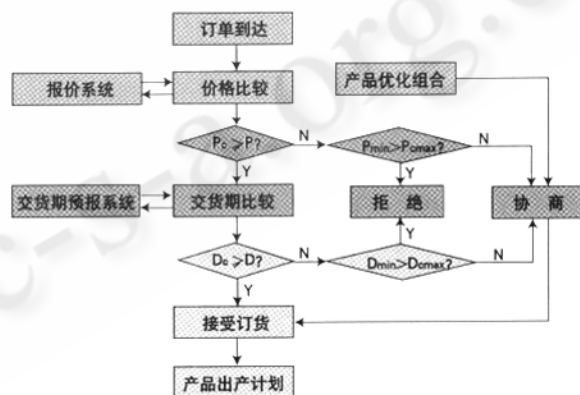 订单到达
报价系统
价格比较
产品优化组合
Pc⩾P?
N
Pmin>Pcmax?
N
Y
Y
交货期预报系统
交货期比较
拒 绝
协 商
Y
Dc⩾D?
N
Dmin>Dcmax?
N
Y
接受订货
产品出产计划